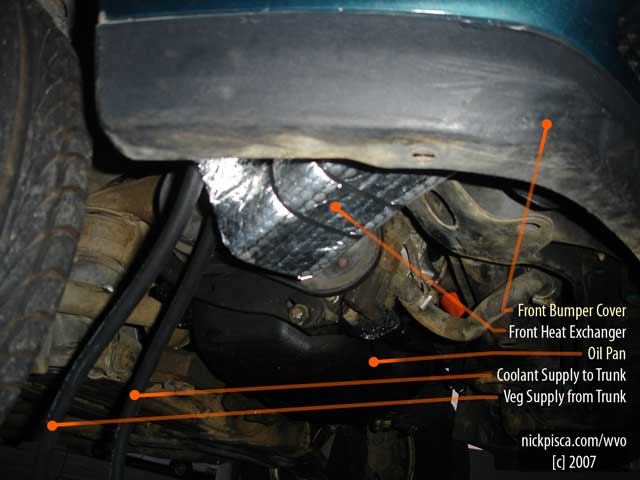 Front Bumper Cover
Front Heat Exchanger
Oil Pan
Coolant Supply to Trunk
Veg Supply from Trunk
nickpisca.com/wvo
[c] 2007